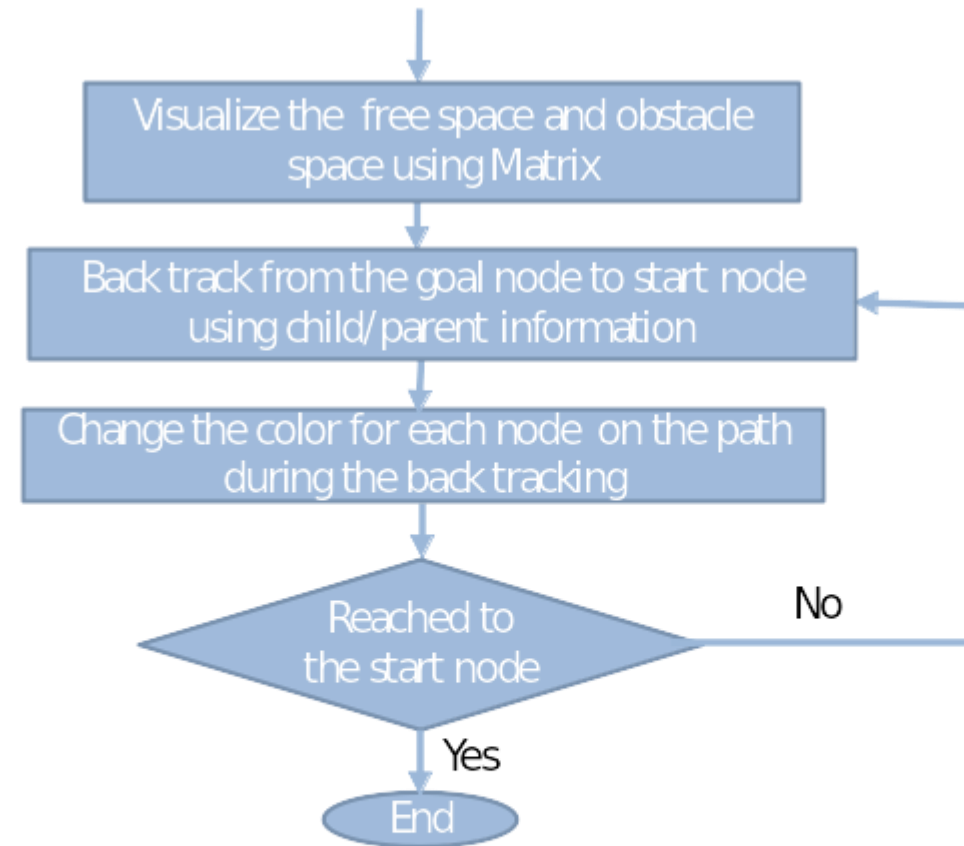 Visualize the free space and obstacle
space using Matrix
Back track from the goal node to start node
using child/parent information
Change the color for each node on the path
during the back tracking
Reached to
the start node
No
Yes
End